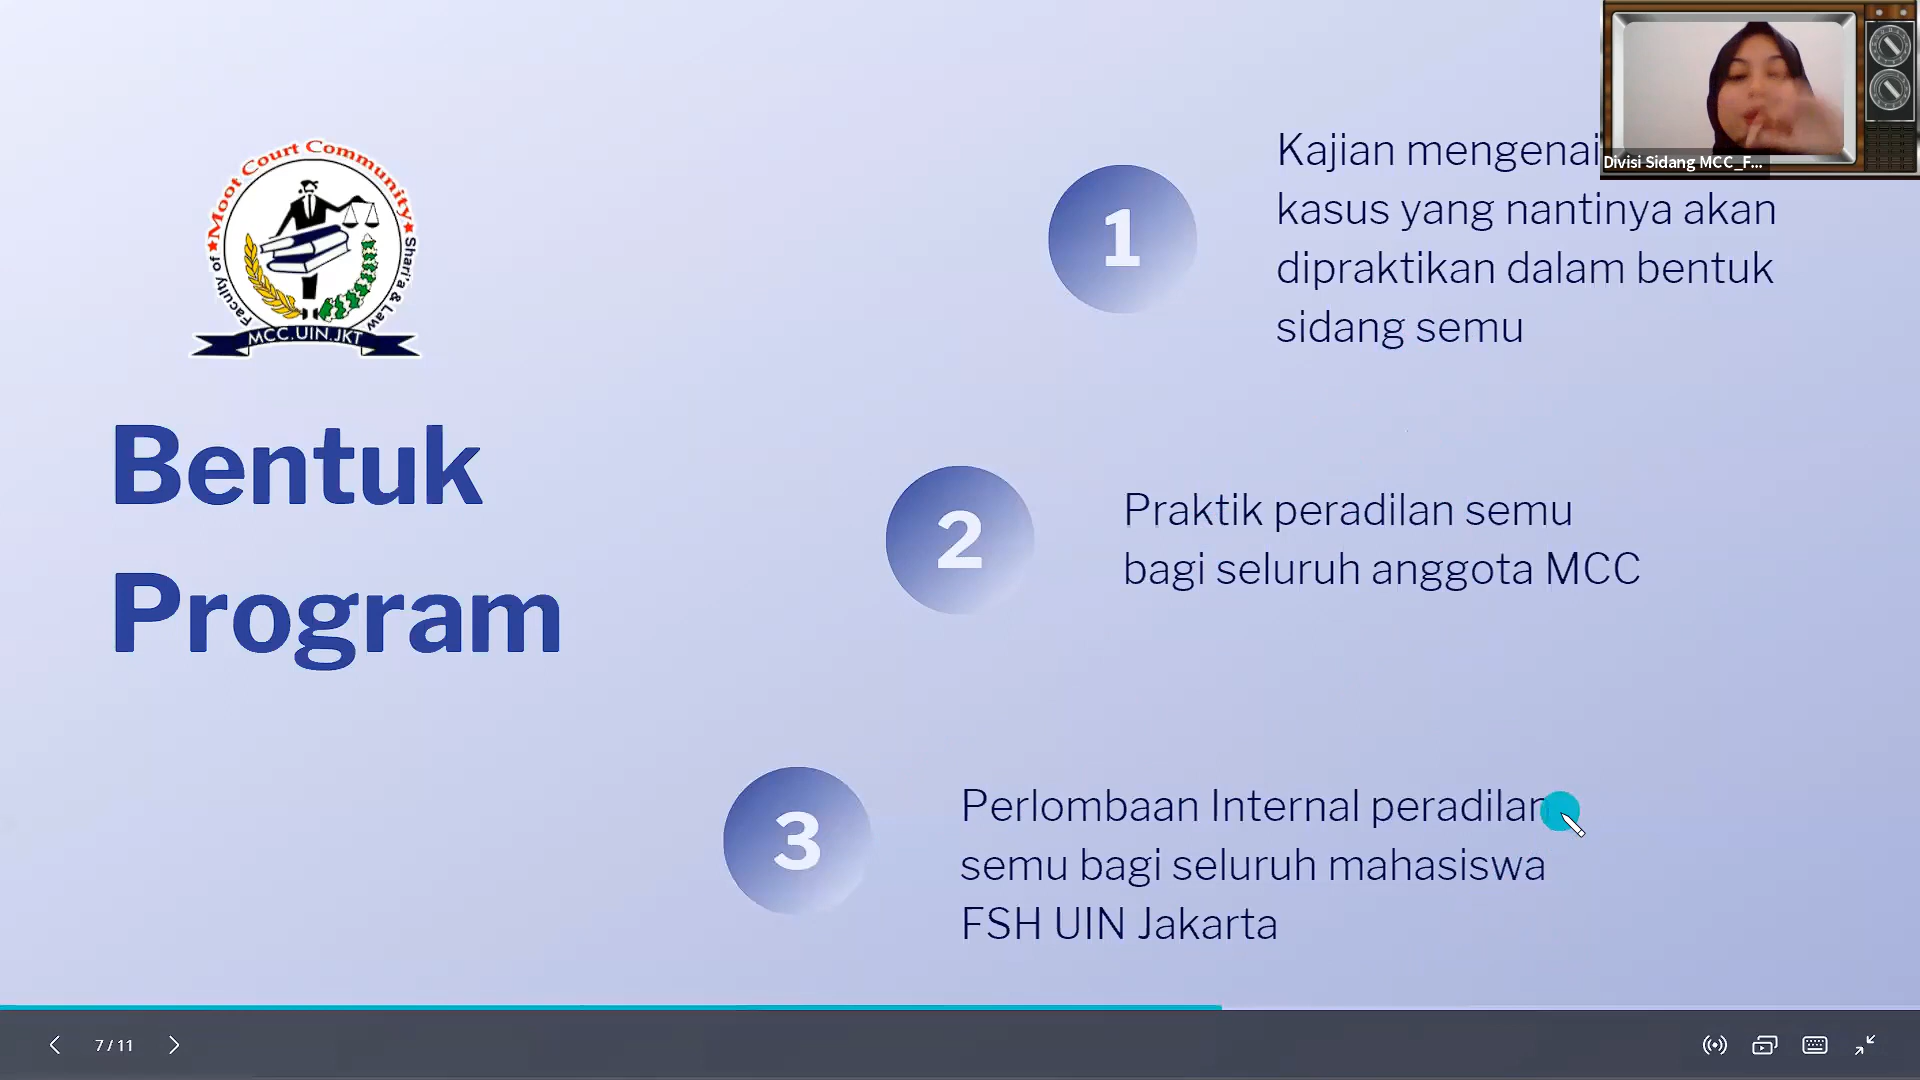 Moot Court Community
Faculty of
Shari'a & Law
MCC.UIN.JKT
Bentuk
Program
1
Kajian mengenai
kasus yang nantinya akan
dipraktikan dalam bentuk
sidang semu
2
Praktik peradilan semu
bagi seluruh anggota MCC
3
Perlombaan Internal peradilan
semu bagi seluruh mahasiswa
FSH UIN Jakarta
Divisi Sidang MCC_F...
7 / 11